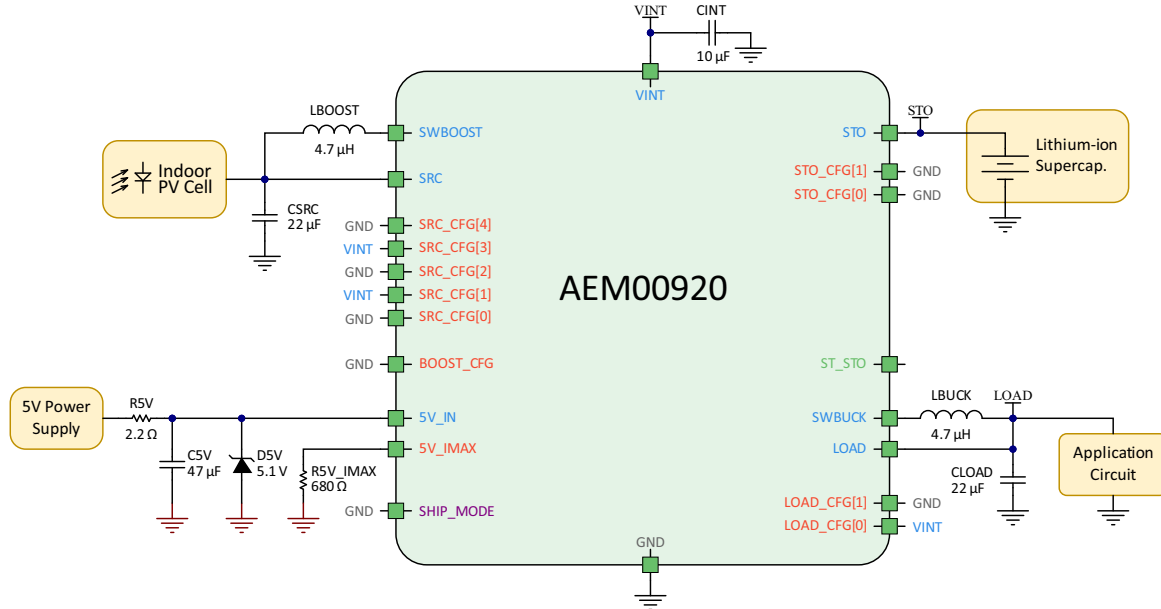 VINT
CINT
10 µF
VINT
LBOOST
4.7 µH
SWBOOST
STO
STO
Lithium-ion
Supercap.
Indoor
PV Cell
SRC
STO_CFG[1]
GND
STO_CFG[0]
GND
CSRC
22 µF
GND
SRC_CFG[4]
VINT
SRC_CFG[3]
GND
SRC_CFG[2]
VINT
SRC_CFG[1]
GND
SRC_CFG[0]
AEM00920
GND
BOOST_CFG
ST_STO
5V Power
Supply
R5V
2.2 Ω
5V_IN
SWBUCK
LBUCK
4.7 µH
LOAD
C5V
47 µF
D5V
5.1 V
R5V_IMAX
680 Ω
5V_IMAX
LOAD
CLOAD
22 µF
Application
Circuit
GND
SHIP_MODE
LOAD_CFG[1]
GND
LOAD_CFG[0]
VINT
GND